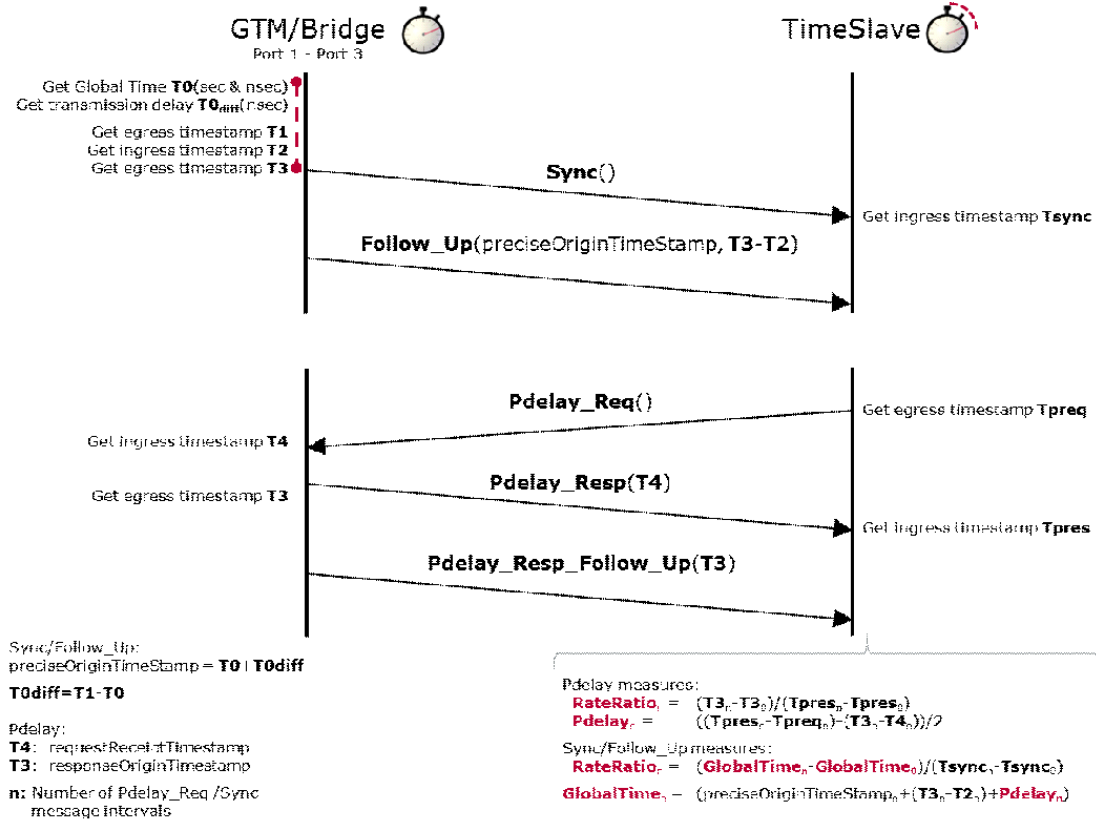 GTM/Bridge
Port 1 - Port 3
TimeSlave
Get Global Time T0(sec & nsec)
Get transmission delay T0diff(nsec)
Get egress timestamp T1
Get ingress timestamp T2
Get egress timestamp T3
Sync()
Get ingress timestamp Tsync
Follow_Up(preciseOriginTimeStamp, T3-T2)
Pdelay_Req()
Get egress timestamp Tpreq
Get ingress timestamp T4
Pdelay_Resp(T4)
Get egress timestamp T3
Get ingress timestamp Tpres
Pdelay_Resp_Follow_Up(T3)
Sync/Follow_Up:
preciseOriginTimeStamp = T0+T0diff
T0diff=T1-T0
Pdelay:
T4: requestReceiptTimestamp
T3: responseOriginTimestamp
n: Number of Pdelay_Req /Sync
message intervals
Pdelay measures:
RateRatioₙ = (T3ₙ-T3₀)/(Tpresₙ-Tpres₀)
Pdelayₙ = ((Tpresₙ-Tpreqₙ)-(T3ₙ-T4ₙ))/2
Sync/Follow_Up measures:
RateRatioₙ = (GlobalTimeₙ-GlobalTime₀)/(Tsyncₙ-Tsync₀)
GlobalTimeₙ = (preciseOriginTimeStampₙ+(T3ₙ-T2ₙ)+Pdelayₙ)